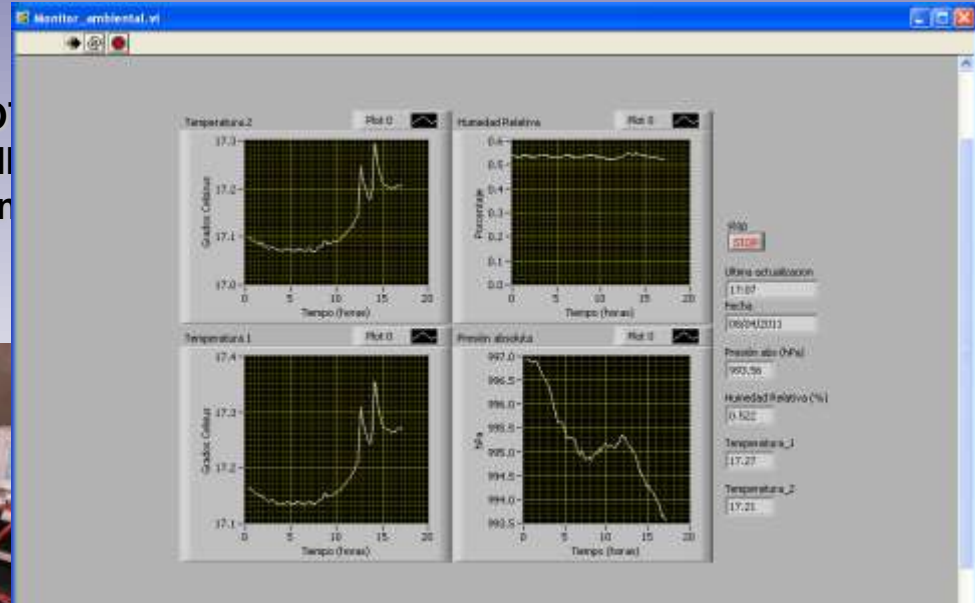 Monitor_ambiental.vi
Temperatura 2
Plot 0
17.3
17.2
17.1
17.0
Grados Celsius
0 5 10 15 20
Tiempo (horas)
Humedad Relativa
Plot 0
0.6
0.5
0.4
0.3
0.2
0.1
0.0
Porcentaje
0 5 10 15 20
Tiempo (horas)
Temperatura 1
Plot 0
17.4
17.3
17.2
17.1
Grados Celsius
0 5 10 15 20
Tiempo (horas)
Presión absoluta
Plot 0
997.0
996.5
996.0
995.5
995.0
994.5
994.0
993.5
hPa
0 5 10 15 20
Tiempo (horas)
stop
STOP
Ultima actualizacion
17:07
Fecha
Presión abs (hPa)
993.56
Humedad Relativa (%)
0.522
Temperatura_1
17.27
Temperatura_2
17.21